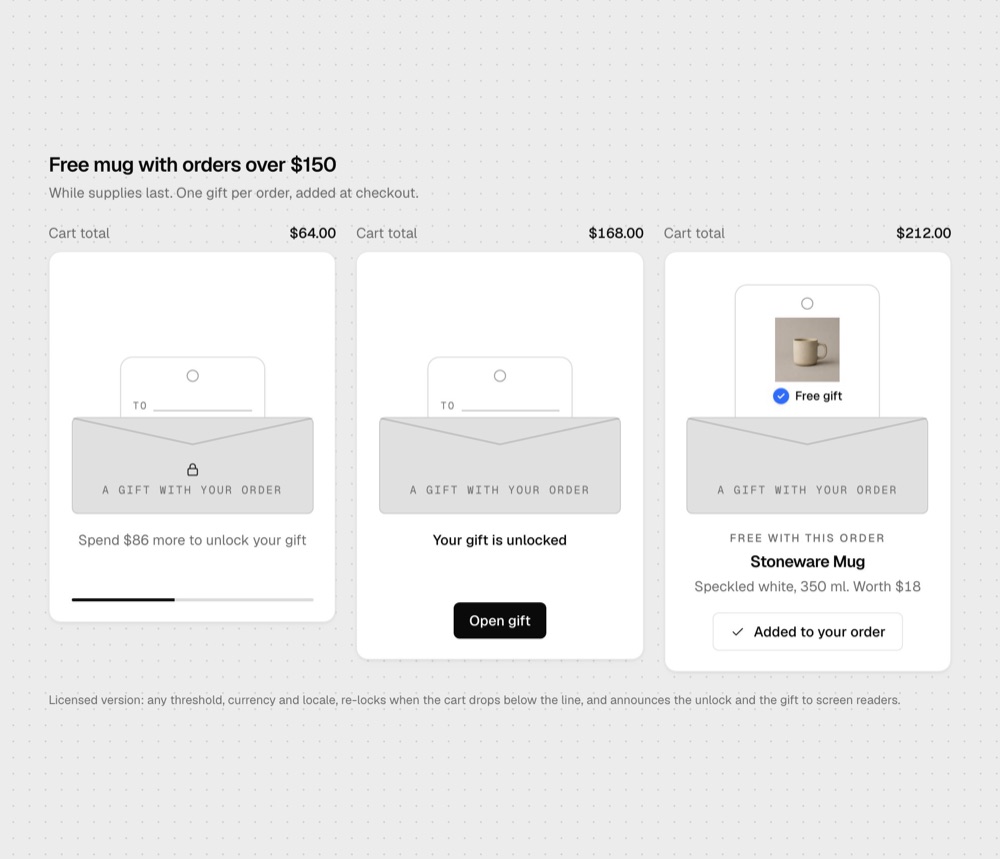 Free mug with orders over $150
While supplies last. One gift per order, added at checkout.
Cart total $64.00
TO
A GIFT WITH YOUR ORDER
Spend $86 more to unlock your gift
Cart total $168.00
TO
A GIFT WITH YOUR ORDER
Your gift is unlocked
Open gift
Cart total $212.00
Free gift
A GIFT WITH YOUR ORDER
FREE WITH THIS ORDER
Stoneware Mug
Speckled white, 350 ml. Worth $18
Added to your order
Licensed version: any threshold, currency and locale, re-locks when the cart drops below the line, and announces the unlock and the gift to screen readers.